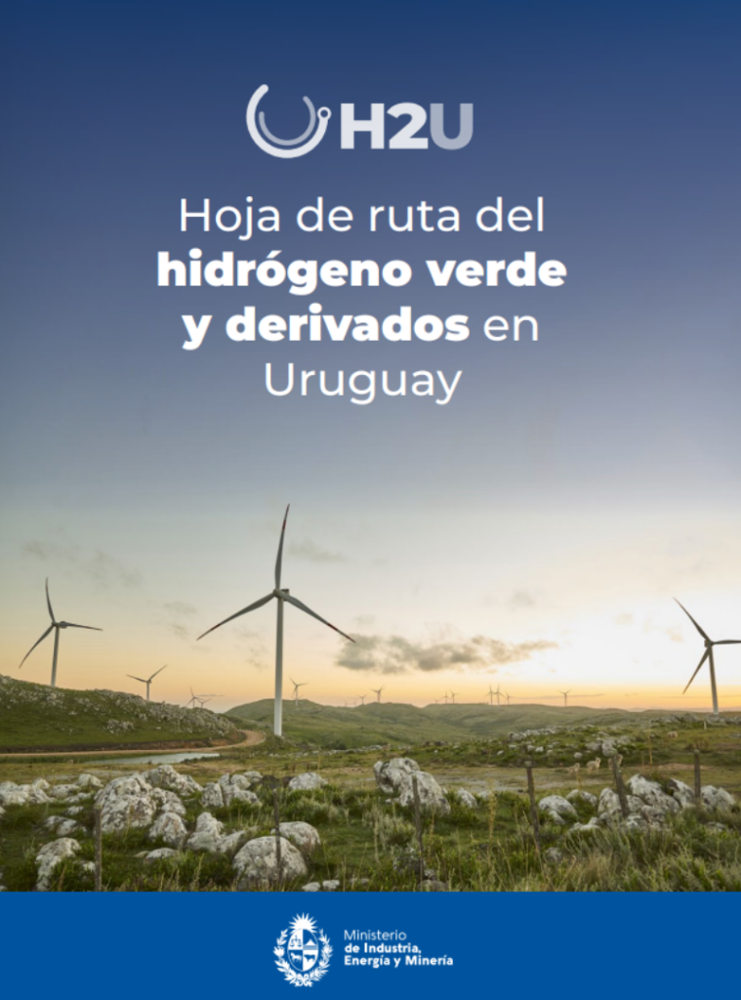 H2U
Hoja de ruta del
hidrógeno verde
y derivados en
Uruguay
Ministerio
de Industria,
Energía y Minería